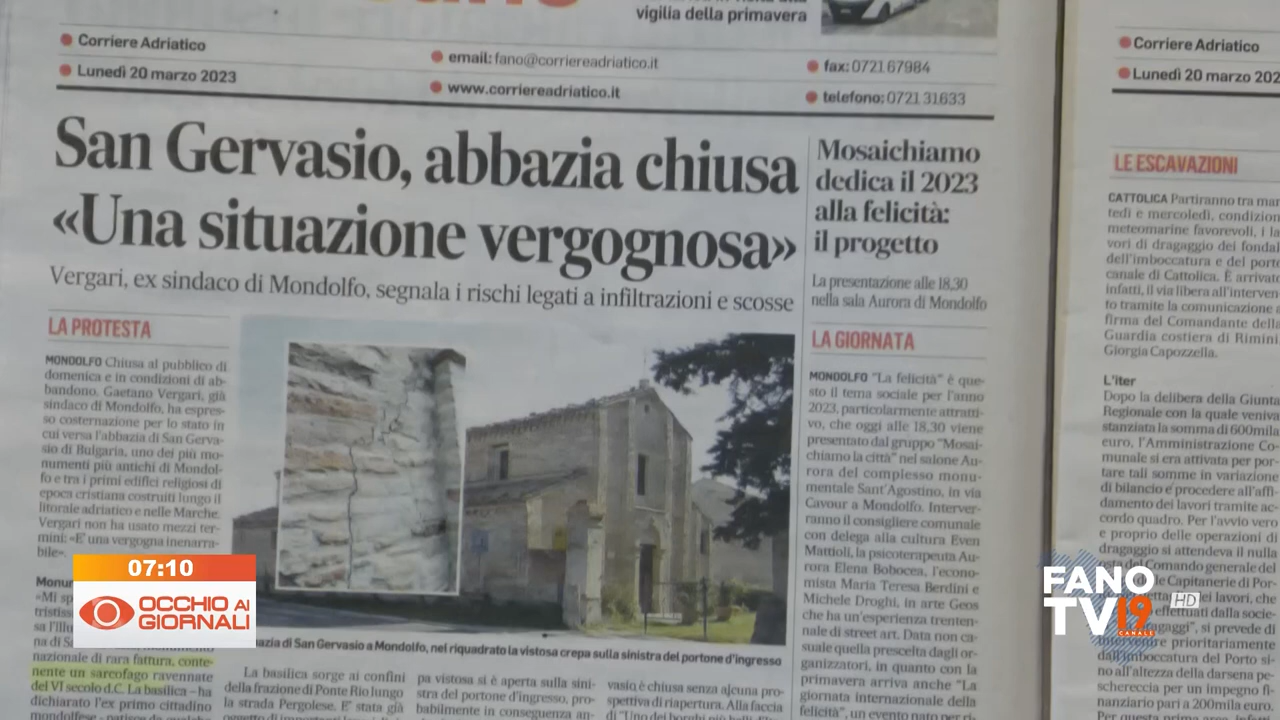 vigilia della primavera
Corriere Adriatico
Lunedì 20 marzo 2023
email: fano@corriereadriatico.it
www.corriereadriatico.it
fax: 0721 67984
telefono: 0721 31633
San Gervasio, abbazia chiusa
«Una situazione vergognosa»
Vergari, ex sindaco di Mondolfo, segnala i rischi legati a infiltrazioni e scosse
LA PROTESTA
MONDOLFO Chiusa al pubblico di
domenica e in condizioni di ab-
bandono. Gaetano Vergari, già
sindaco di Mondolfo, ha espres-
so costernazione per lo stato in
cui versa l'abbazia di San Gerva-
sio di Bulgaria, uno dei più mo-
numenti più antichi di Mondol-
fo e tra i primi edifici religiosi di
epoca cristiana costruiti lungo il
litorale adriatico e nelle Marche.
Vergari non ha usato mezzi ter-
mini: «E' una vergogna inenarra-
bile».
nazionale di rara fattura, conte-
nente un sarcofago ravennate
del VI secolo d.C. La basilica - ha
dichiarato l'ex primo cittadino
azia di San Gervasio a Mondolfo, nel riquadrato la vistosa crepa sulla sinistra del portone d'ingresso
La basilica sorge ai confini
della frazione di Ponte Rio lungo
la strada Pergolese. E' stata già
pa vistosa si è aperta sulla sini-
stra del portone d'ingresso, pro-
babilmente in conseguenza an-
vasio è chiusa senza alcuna pro-
spettiva di riapertura. Alla faccia
Mosaichiamo
dedica il 2023
alla felicità:
il progetto
La presentazione alle 18,30
nella sala Aurora di Mondolfo
LA GIORNATA
MONDOLFO "La felicità" è que-
sto il tema sociale per l'anno
2023, particolarmente attratti-
vo, che oggi alle 18.30 viene
presentato dal gruppo "Mosai-
chiamo la città" nel salone Au-
rora del complesso monu-
mentale Sant'Agostino, in via
Cavour a Mondolfo. Interver-
ranno il consigliere comunale
con delega alla cultura Even
Mattioli, la psicoterapeuta Au-
rora Elena Bobocea, l'econo-
mista Maria Teresa Berdini e
Michele Droghi, in arte Geos
che ha un'esperienza trenten-
nale di street art. Data non ca-
suale quella prescelta dagli or-
ganizzatori, in quanto con la
primavera arriva anche "La
giornata internazionale della
felicità", un evento nato per ri-
Corriere Adriatico
Lunedì 20 marzo 202
LE ESCAVAZIONI
CATTOLICA Partiranno tra mar
tedì e mercoledì, condizion
meteomarine favorevoli, i la
vori di dragaggio dei fondal
dell'imboccatura e del porto
canale di Cattolica. È arrivat
infatti, il via libera all'interven
to tramite la comunicazione a
firma del Comandante della
Guardia costiera di Rimini
Giorgia Capozzella.
L'iter
Dopo la delibera della Giunta
Regionale con la quale veniva
stanziata la somma di 600mila
euro, l'Amministrazione Co
munale si era attivata per por
tare tali somme in variazione
di bilancio e procedere all'affi
damento dei lavori tramite ac
cordo quadro. Per l'avvio vero
e proprio delle operazioni di
dragaggio si attendeva il nulla
osta del Comando generale del
Capitanerie di Por
dei lavori, che
effettuati dalla socie-
si prevede di
intervenire prioritariamente
dall'imboccatura del Porto si
no all'altezza della darsena pe
schereccia per un impegno fi
nanziario pari a 200mila euro.
07:10
OCCHIO AI
GIORNALI
FANO
TV 19
CANALE
HD